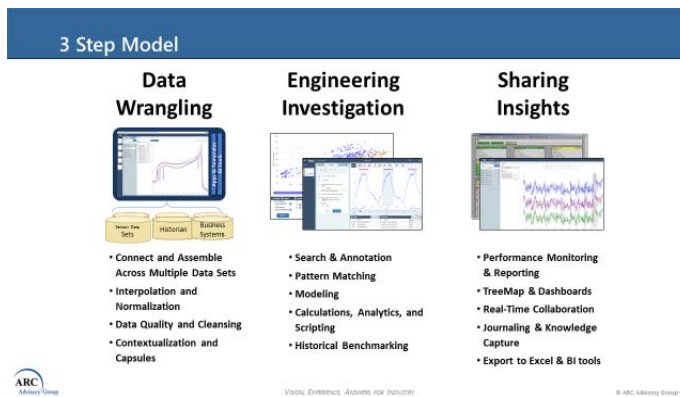 3 Step Model
Data
Wrangling
Apps & Templates
Sensor Data
Sets
Historian
Business
Systems
• Connect and Assemble
Across Multiple Data Sets
• Interpolation and
Normalization
• Data Quality and Cleansing
• Contextualization and
Capsules
Engineering
Investigation
• Search & Annotation
• Pattern Matching
• Modeling
• Calculations, Analytics, and
Scripting
• Historical Benchmarking
Sharing
Insights
• Performance Monitoring
& Reporting
• TreeMap & Dashboards
• Real-Time Collaboration
• Journaling & Knowledge
Capture
• Export to Excel & BI tools
ARC
Advisory Group
VISION, EXPERIENCE, ANSWERS FOR INDUSTRY
© ARC Advisory Group